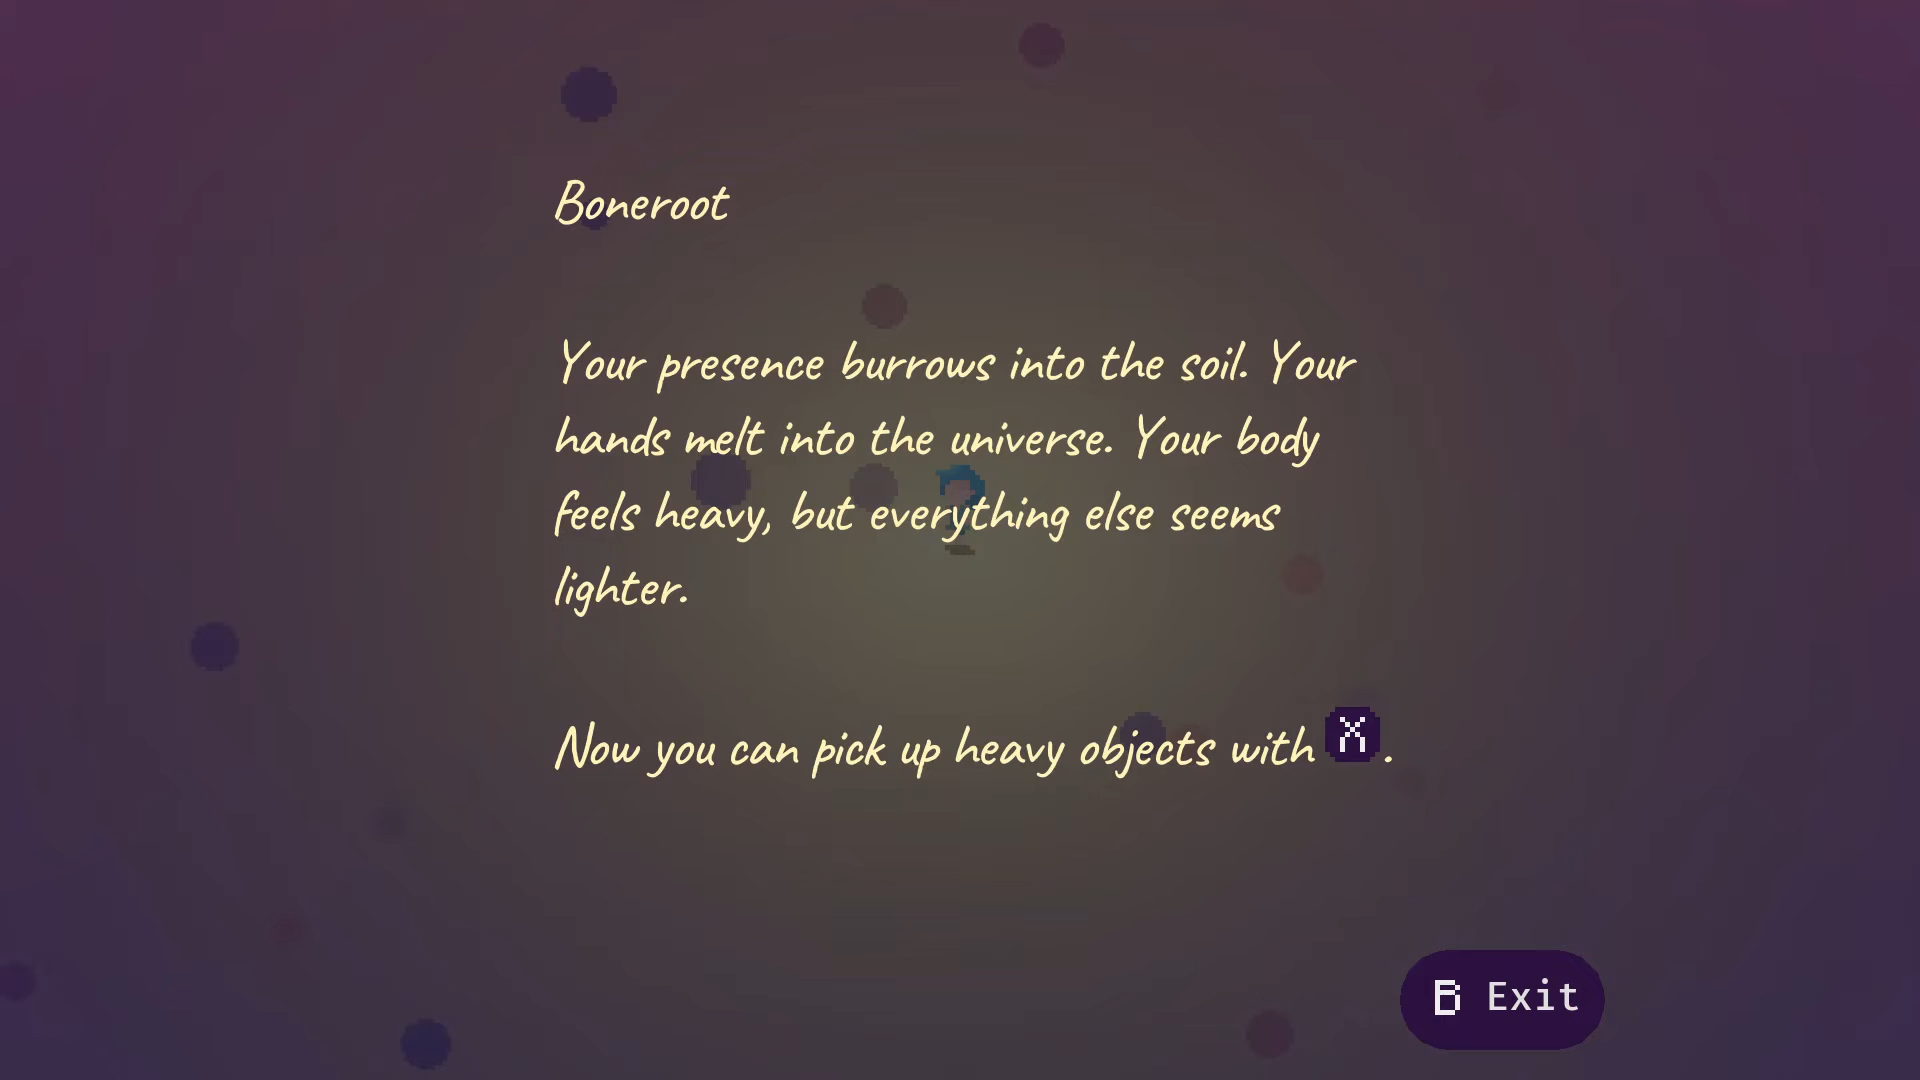 Boneroot
Your presence burrows into the soil. Your
hands melt into the universe. Your body
feels heavy, but everything else seems
lighter.
Now you can pick up heavy objects with X.
B Exit